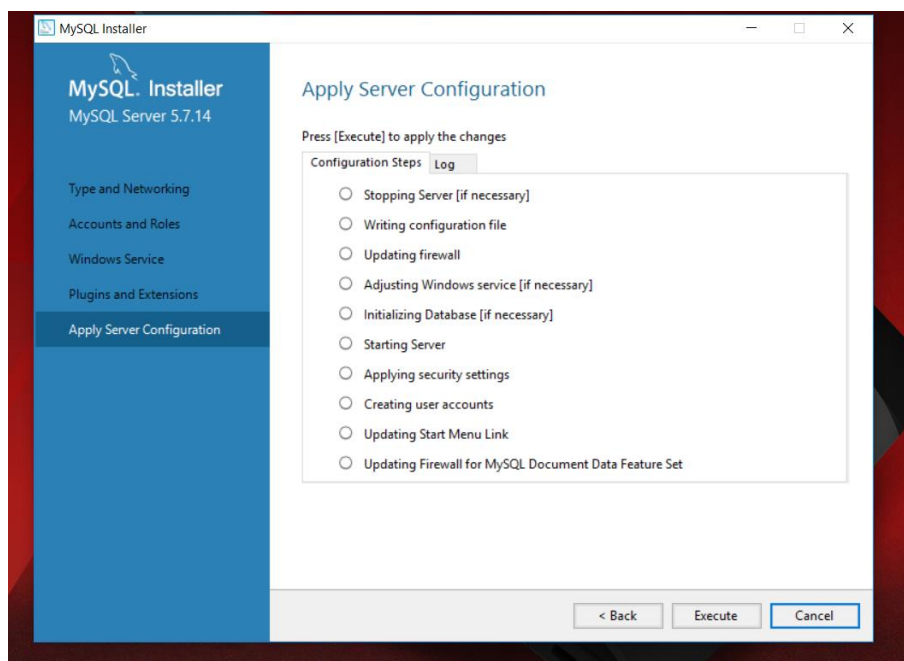 MySQL Installer
MySQL. Installer
MySQL Server 5.7.14
Type and Networking
Accounts and Roles
Windows Service
Plugins and Extensions
Apply Server Configuration
Apply Server Configuration
Press [Execute] to apply the changes
Configuration Steps Log
Stopping Server [if necessary]
Writing configuration file
Updating firewall
Adjusting Windows service [if necessary]
Initializing Database [if necessary]
Starting Server
Applying security settings
Creating user accounts
Updating Start Menu Link
Updating Firewall for MySQL Document Data Feature Set
< Back Execute Cancel